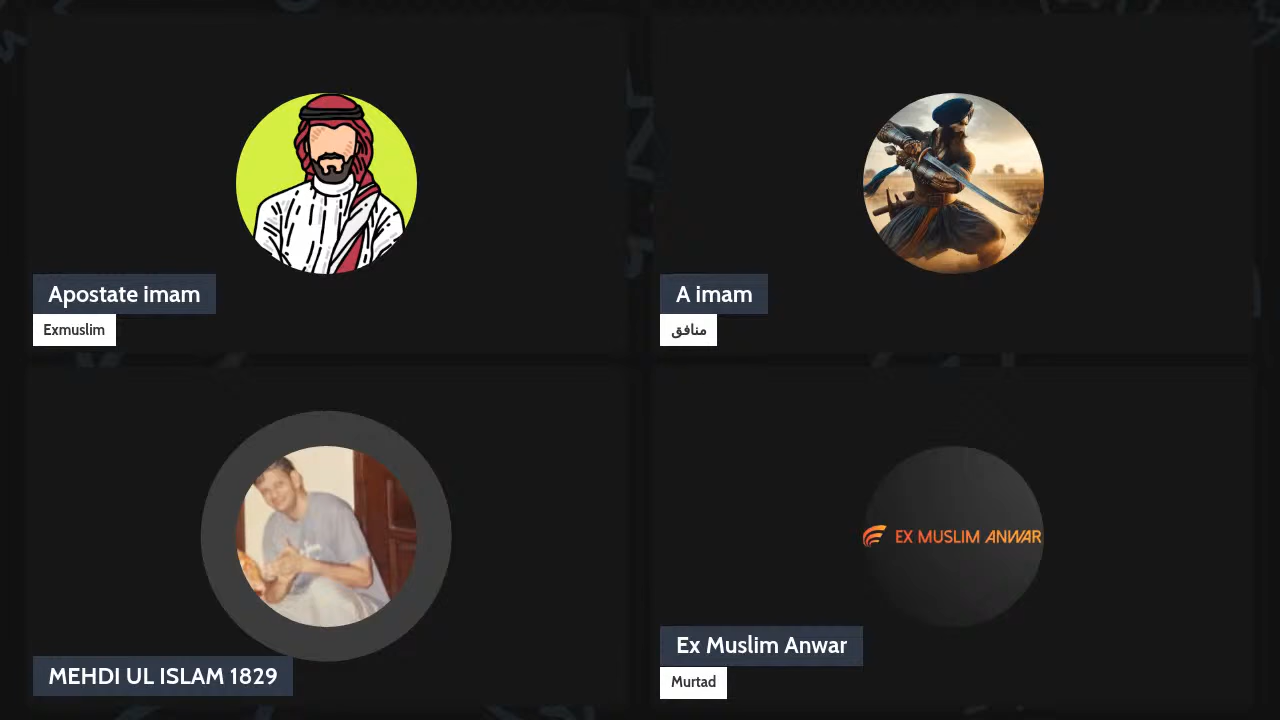 Apostate imam
Exmuslim
A imam
منافق
MEHDI UL ISLAM 1829
EX MUSLIM ANWAR
Ex Muslim Anwar
Murtad